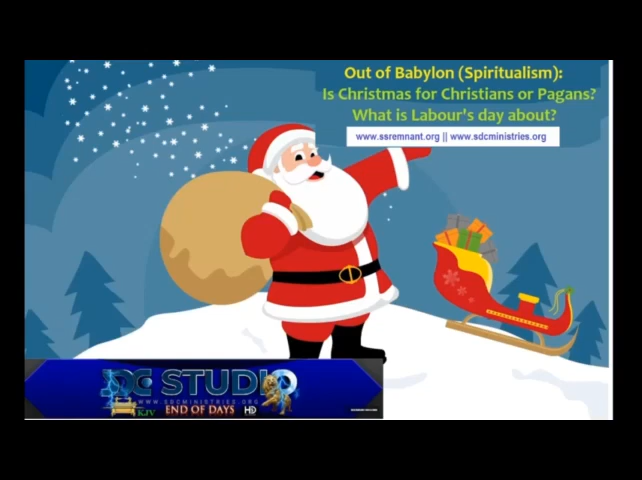 Out of Babylon (Spiritualism):
Is Christmas for Christians or Pagans?
What is Labour's day about?
www.ssremnant.org || www.sdcministries.org
STUDIO
WWW.SDCMINISTRIES.ORG
KJV END OF DAYS HD